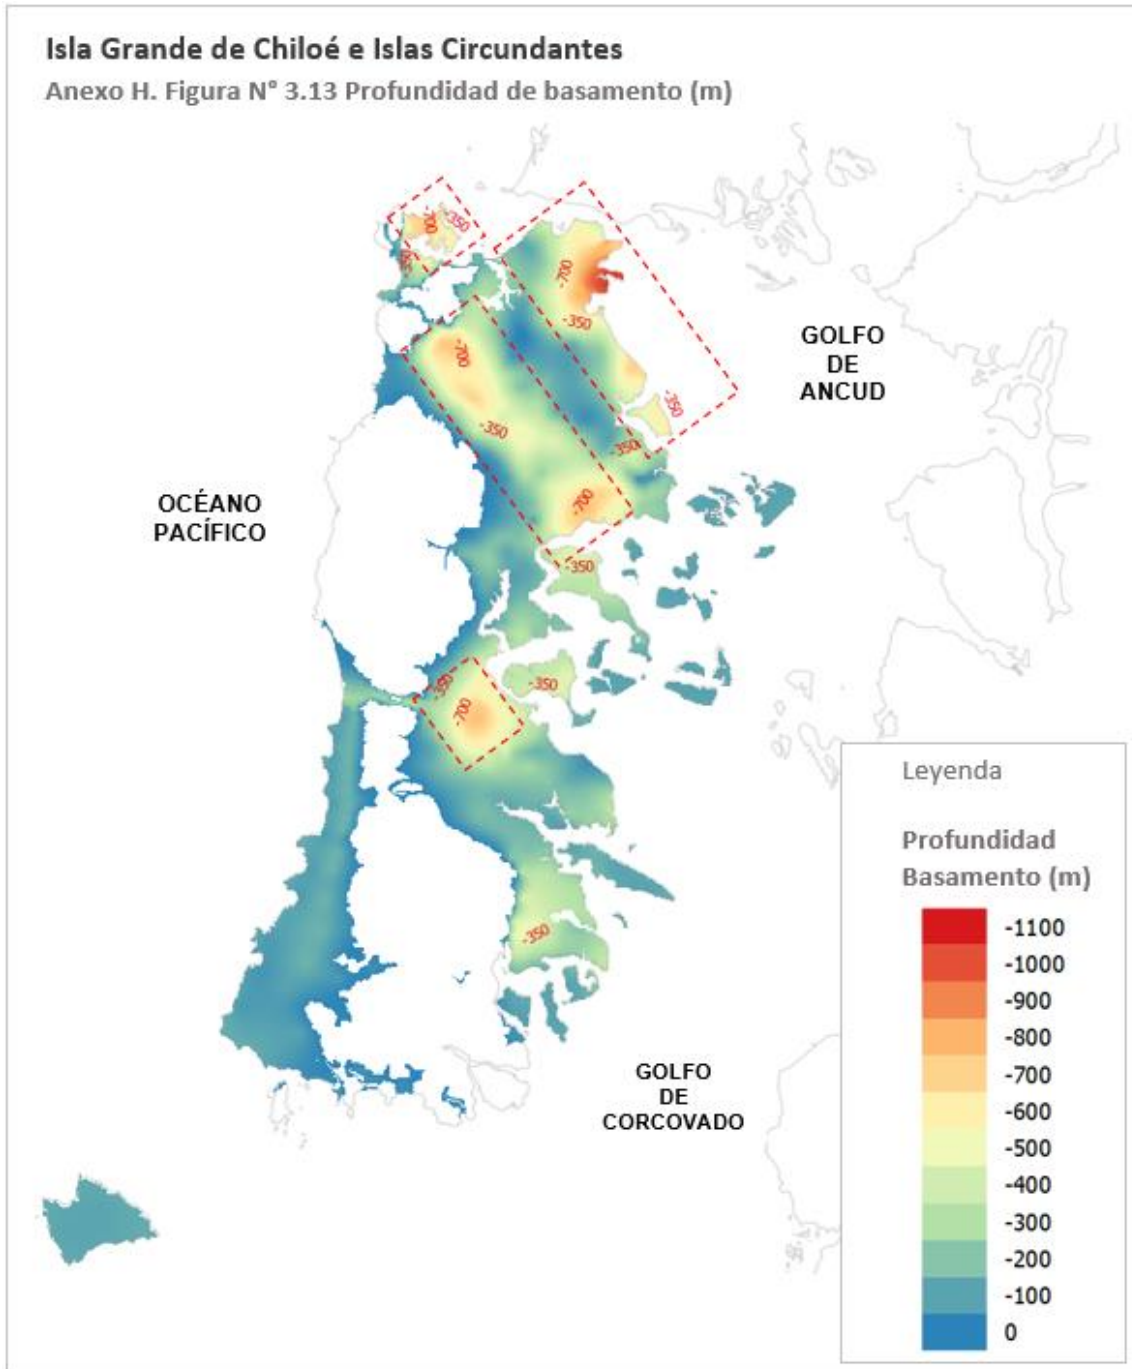 Isla Grande de Chiloé e Islas Circundantes
Anexo H. Figura N° 3.13 Profundidad de basamento (m)
-700
-350
-350
-700
-350
-700
-350
-350
-350
-700
-350
GOLFO
DE
ANCUD
OCÉANO
PACÍFICO
-350
-350
-700
-350
GOLFO
DE
CORCOVADO
Leyenda
Profundidad
Basamento (m)
-1100
-1000
-900
-800
-700
-600
-500
-400
-300
-200
-100
0